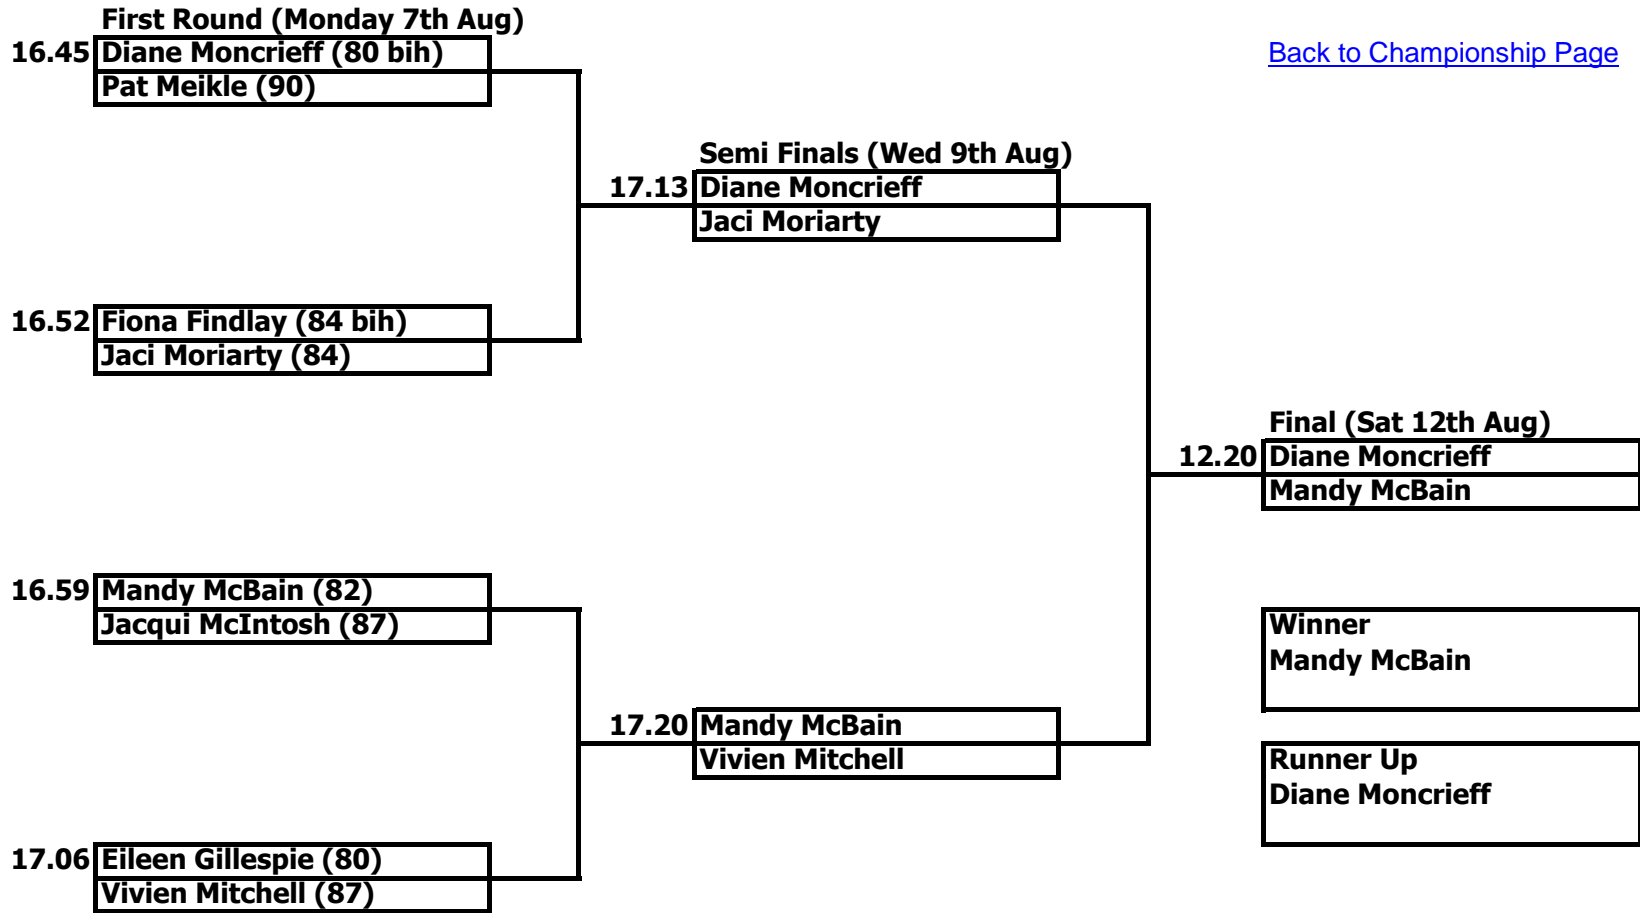 First Round (Monday 7th Aug)
16.45 Diane Moncrieff (80 bih)
Pat Meikle (90)
Back to Championship Page
Semi Finals (Wed 9th Aug)
17.13 Diane Moncrieff
Jaci Moriarty
16.52 Fiona Findlay (84 bih)
Jaci Moriarty (84)
Final (Sat 12th Aug)
12.20 Diane Moncrieff
Mandy McBain
16.59 Mandy McBain (82)
Jacqui McIntosh (87)
Winner
Mandy McBain
17.20 Mandy McBain
Vivien Mitchell
Runner Up
Diane Moncrieff
17.06 Eileen Gillespie (80)
Vivien Mitchell (87)